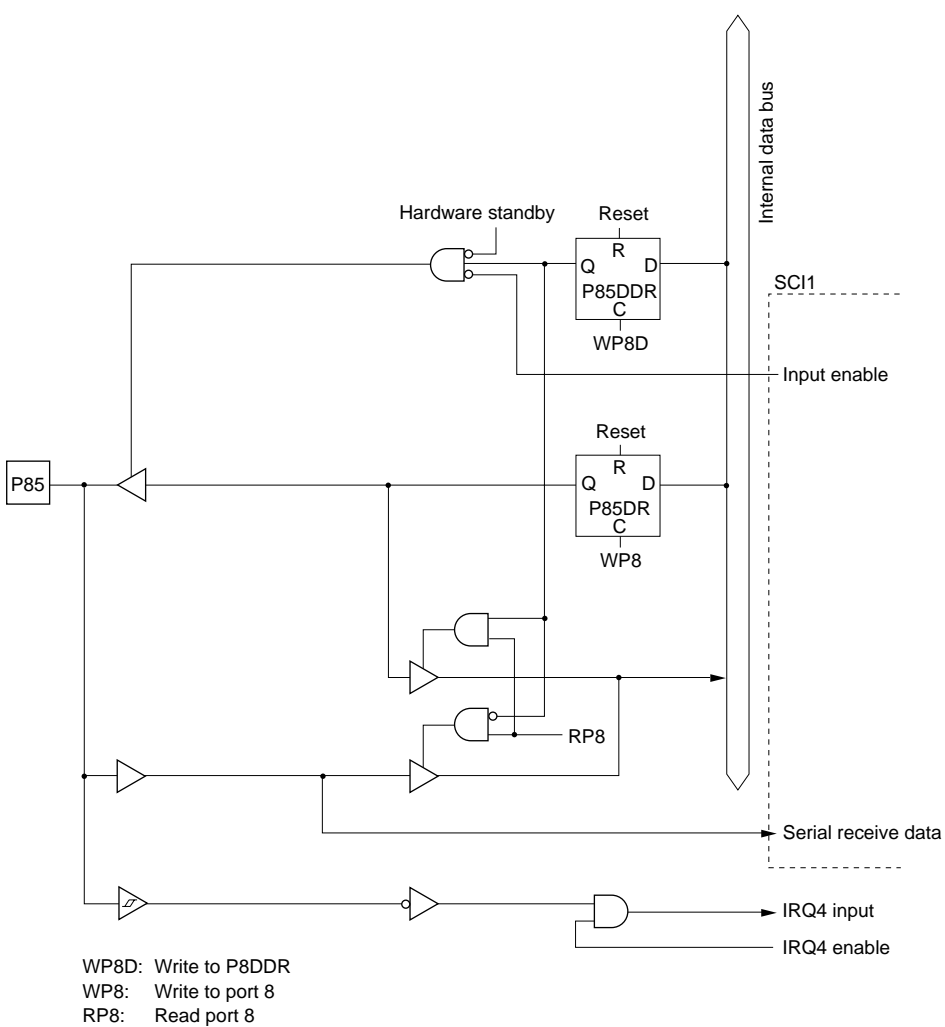 Internal data bus
Hardware standby
Reset
R
Q
D
P85DDR
C
WP8D
SCI1
Input enable
Reset
R
Q
D
P85DR
C
WP8
P85
RP8
Serial receive data
IRQ4 input
IRQ4 enable
WP8D: Write to P8DDR
WP8: Write to port 8
RP8: Read port 8